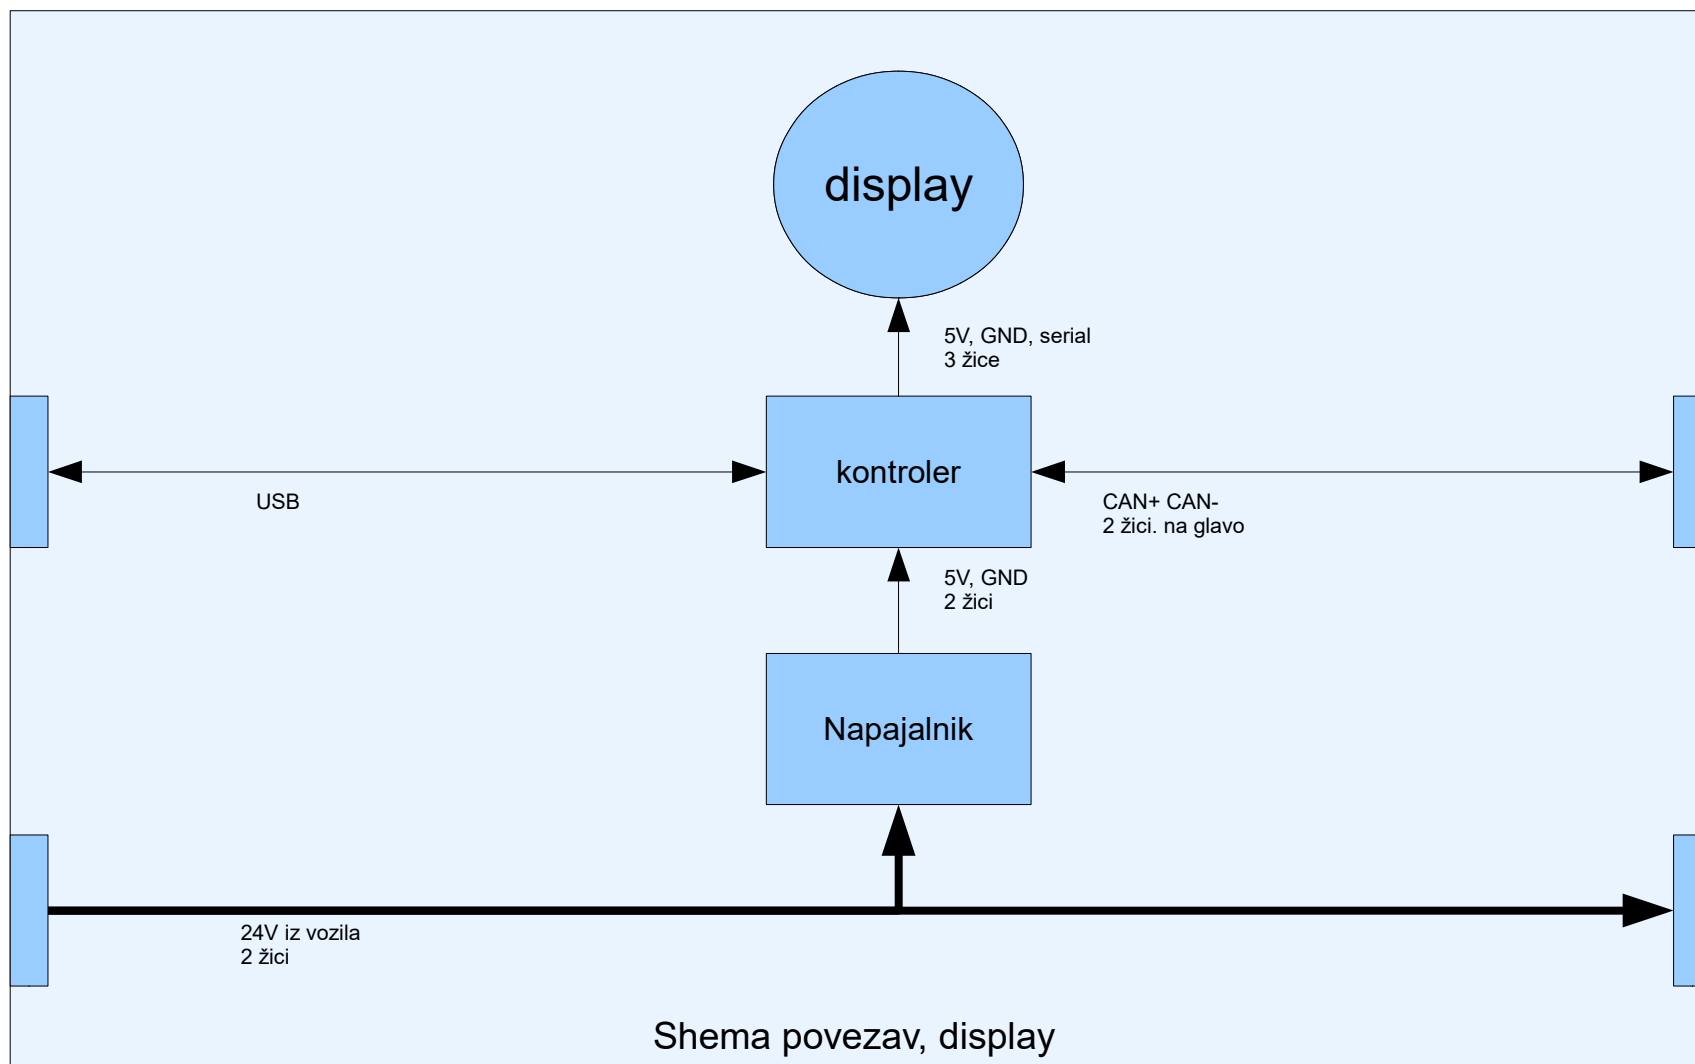 display
5V, GND, serial
3 žice
kontroler
USB
CAN+ CAN-
2 žici. na glavo
5V, GND
2 žici
Napajalnik
24V iz vozila
2 žici
Shema povezav, display